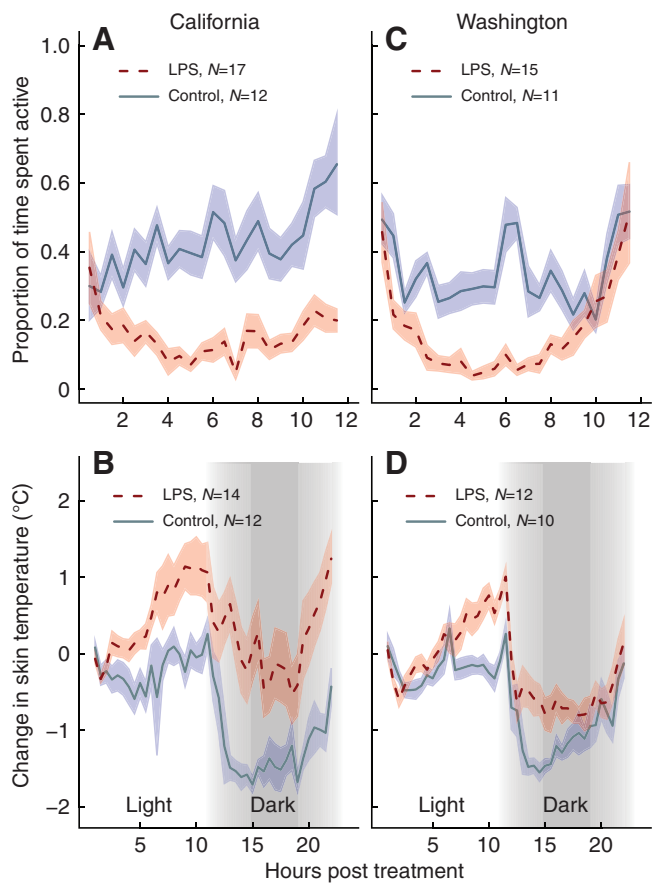 California
Washington
A
C
LPS, N=17
Control, N=12
LPS, N=15
Control, N=11
Proportion of time spent active
1.0
0.8
0.6
0.4
0.2
0
2 4 6 8 10 12
2 4 6 8 10 12
B
D
LPS, N=14
Control, N=12
LPS, N=12
Control, N=10
Change in skin temperature (°C)
2
1
0
−1
−2
Light Dark
Light Dark
5 10 15 20
5 10 15 20
Hours post treatment